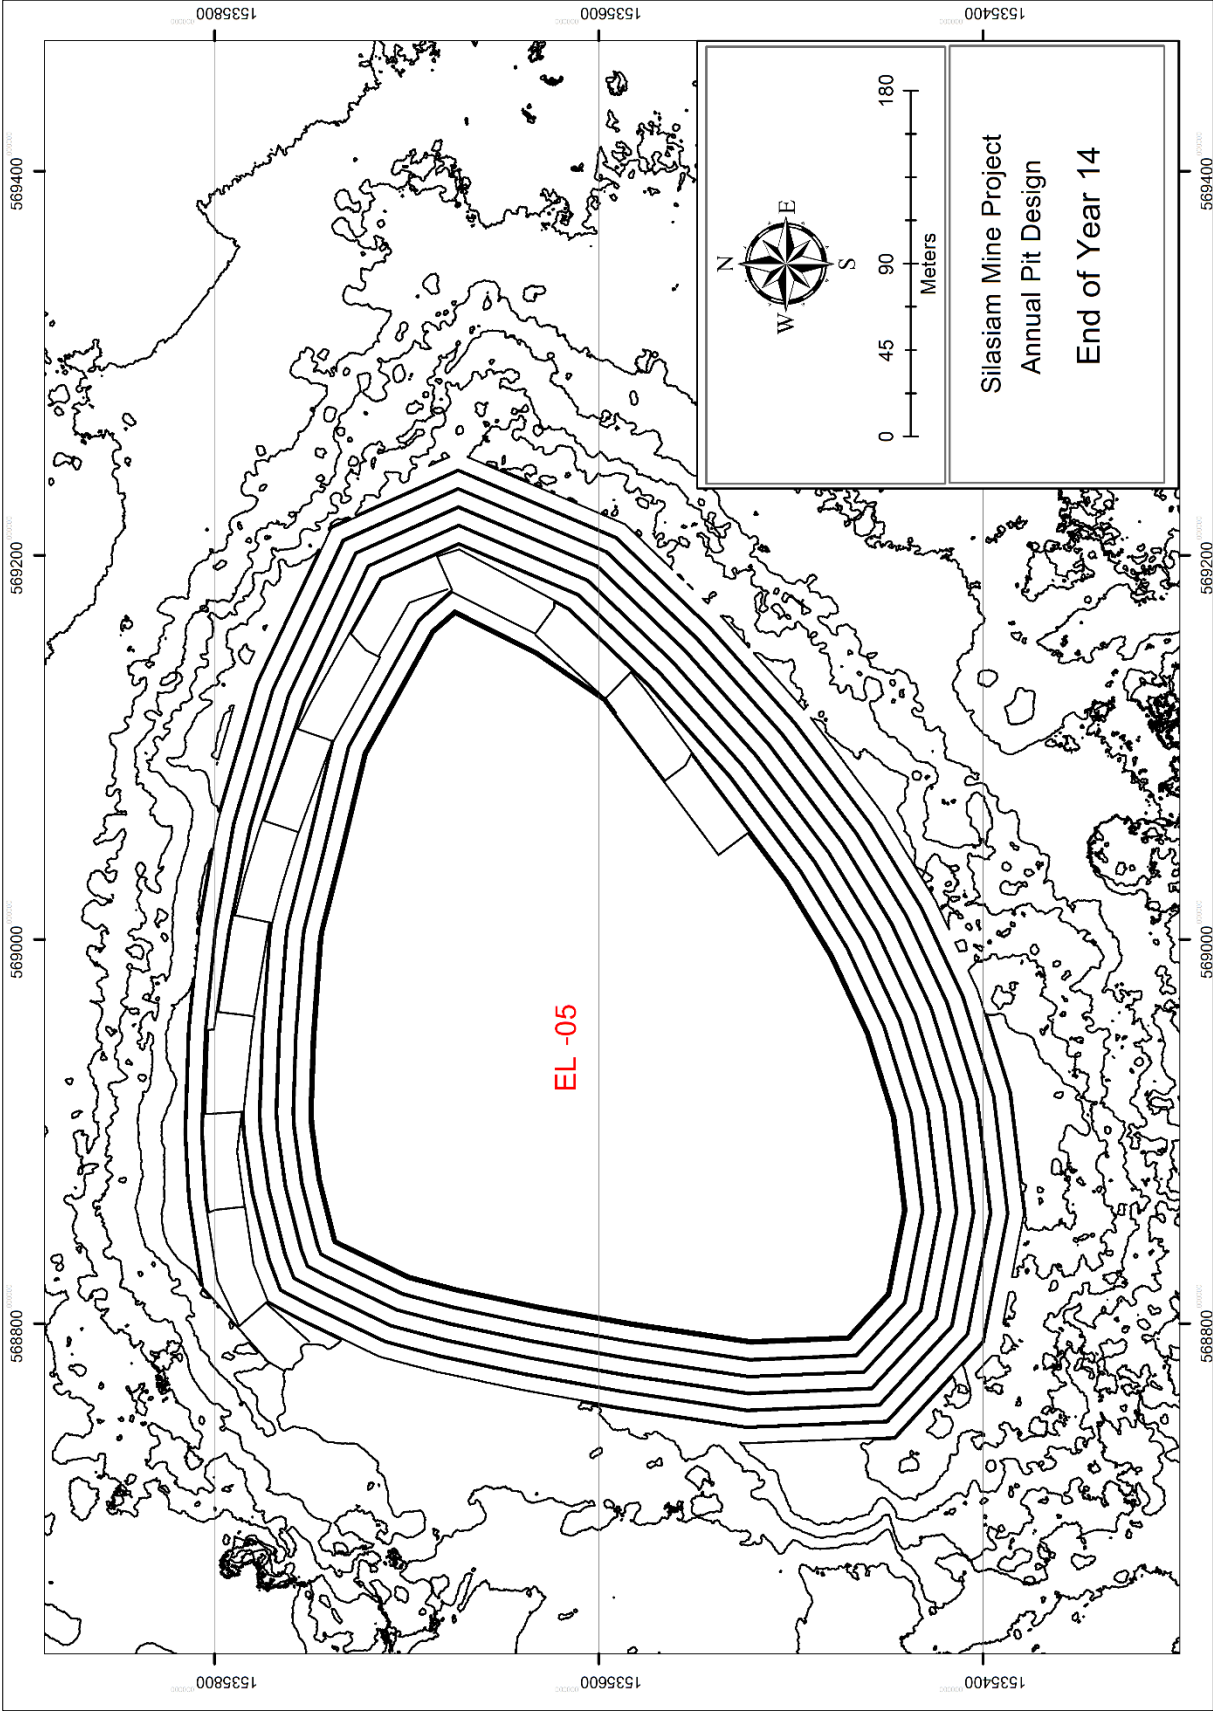 568800 569000 569200 569400
1535800 1535800
1535600 1535600
1535400 1535400
EL -05
N
W E
S
0 45 90 180
Meters
Silasiam Mine Project
Annual Pit Design
End of Year 14
568800 569000 569200 569400